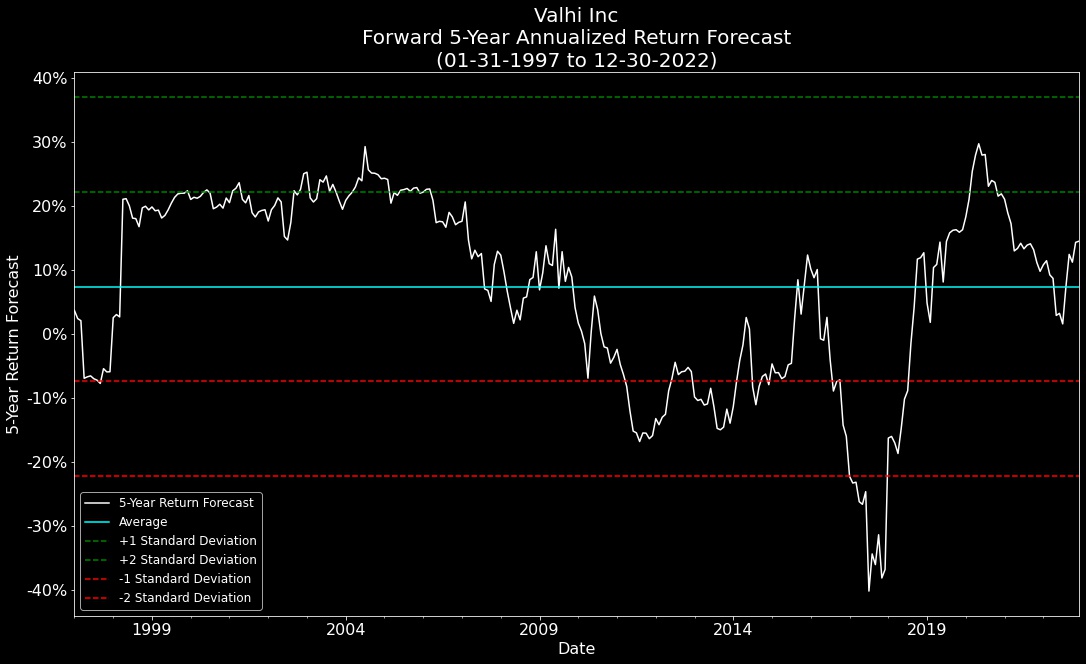 Valhi Inc
Forward 5-Year Annualized Return Forecast
(01-31-1997 to 12-30-2022)
40%
30%
20%
10%
0%
-10%
-20%
-30%
-40%
5-Year Return Forecast
5-Year Return Forecast
Average
+1 Standard Deviation
+2 Standard Deviation
-1 Standard Deviation
-2 Standard Deviation
1999
2004
2009
2014
2019
Date